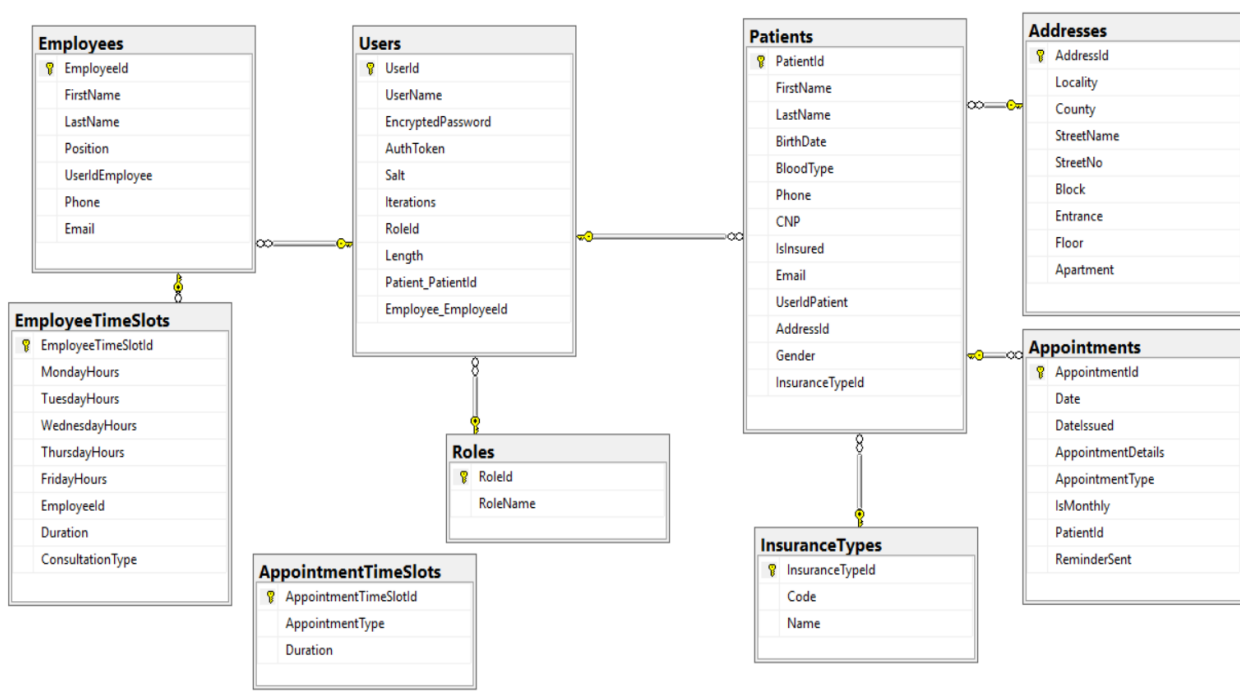 Employees
EmployeeId
FirstName
LastName
Position
UserIdEmployee
Phone
Email
Users
UserId
UserName
EncryptedPassword
AuthToken
Salt
Iterations
RoleId
Length
Patient_PatientId
Employee_EmployeeId
Patients
PatientId
FirstName
LastName
BirthDate
BloodType
Phone
CNP
IsInsured
Email
UserIdPatient
AddressId
Gender
InsuranceTypeId
Addresses
AddressId
Locality
County
StreetName
StreetNo
Block
Entrance
Floor
Apartment
EmployeeTimeSlots
EmployeeTimeSlotId
MondayHours
TuesdayHours
WednesdayHours
ThursdayHours
FridayHours
EmployeeId
Duration
ConsultationType
Roles
RoleId
RoleName
Appointments
AppointmentId
Date
DateIssued
AppointmentDetails
AppointmentType
IsMonthly
PatientId
ReminderSent
AppointmentTimeSlots
AppointmentTimeSlotId
AppointmentType
Duration
InsuranceTypes
InsuranceTypeId
Code
Name